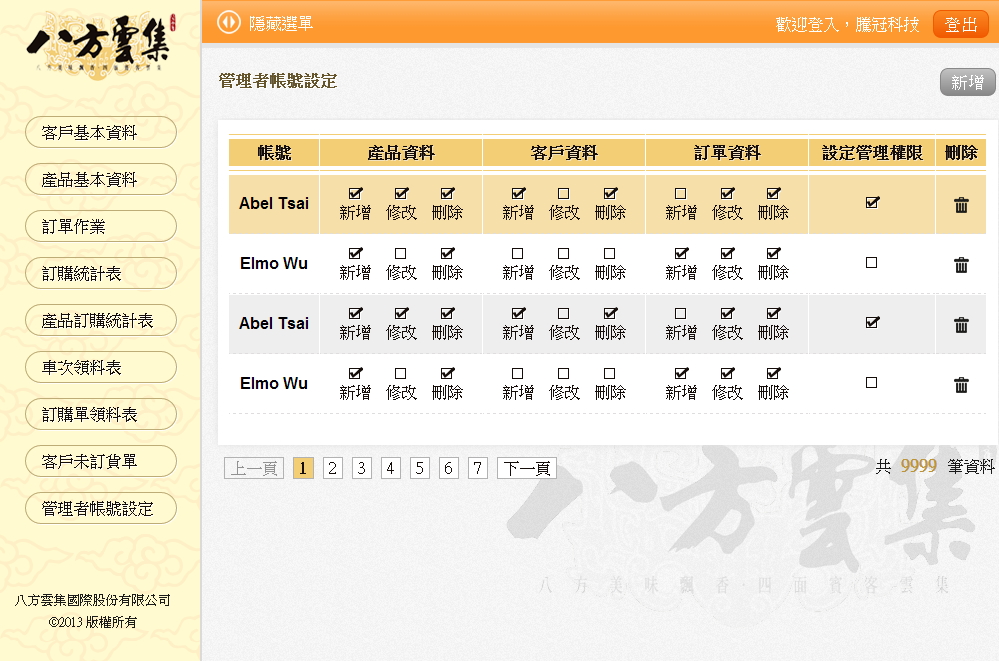 八方雲集
隱藏選單
歡迎登入，騰冠科技
登出
客戶基本資料
產品基本資料
訂單作業
訂購統計表
產品訂購統計表
車次領料表
訂購單領料表
客戶未訂貨單
管理者帳號設定
八方雲集國際股份有限公司
©2013 版權所有
管理者帳號設定
新增
帳號 產品資料 客戶資料 訂單資料 設定管理權限 刪除
Abel Tsai 新增 修改 刪除 新增 修改 刪除 新增 修改 刪除
Elmo Wu 新增 修改 刪除 新增 修改 刪除 新增 修改 刪除
Abel Tsai 新增 修改 刪除 新增 修改 刪除 新增 修改 刪除
Elmo Wu 新增 修改 刪除 新增 修改 刪除 新增 修改 刪除
上一頁 1 2 3 4 5 6 7 下一頁
共 9999 筆資料
八方雲集
八方美味飄香·四面賓客雲集